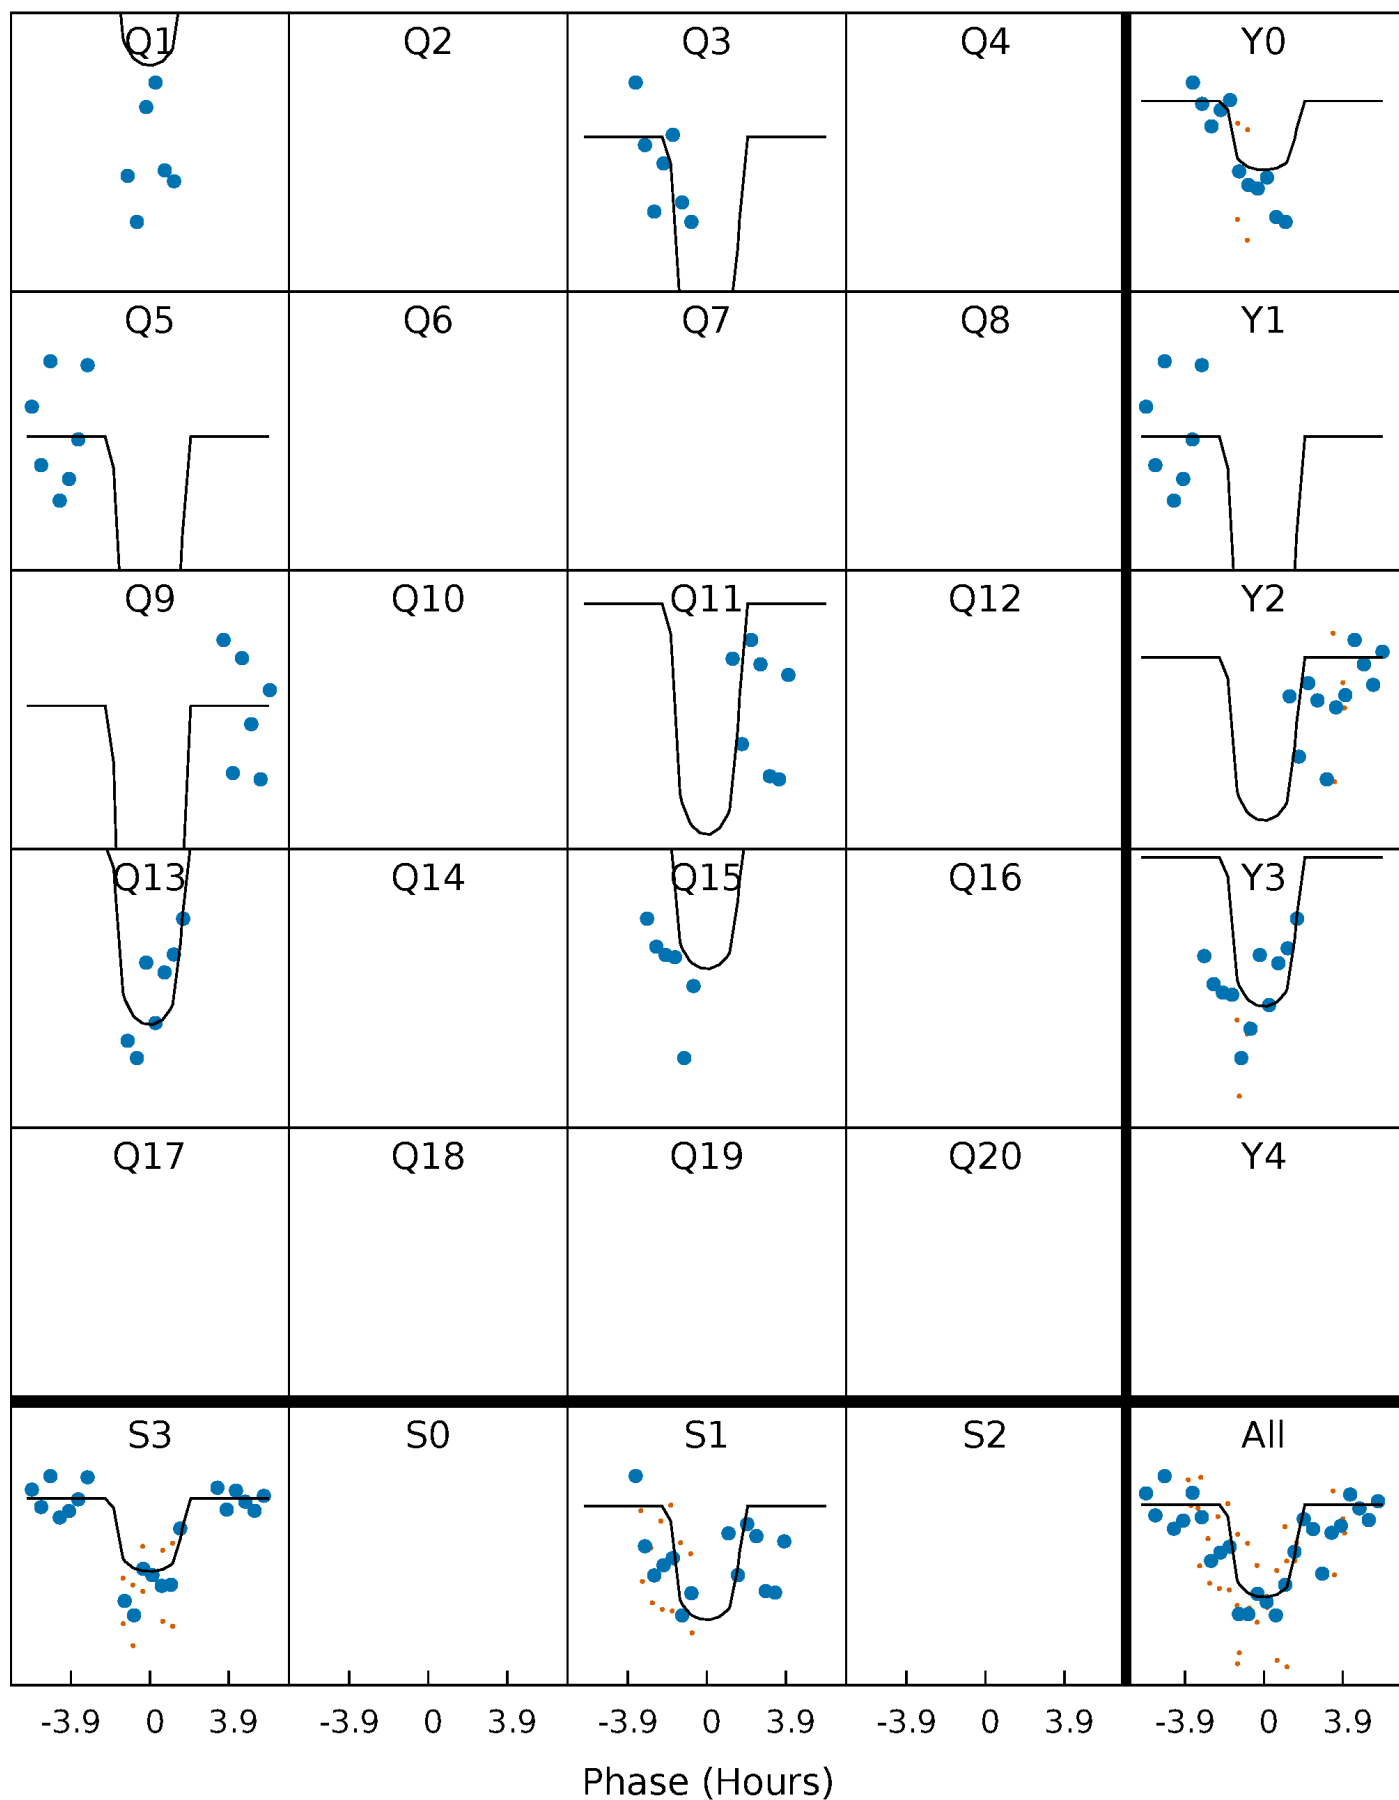 Q1 Q2 Q3 Q4 Y0
Q5 Q6 Q7 Q8 Y1
Q9 Q10 Q11 Q12 Y2
Q13 Q14 Q15 Q16 Y3
Q17 Q18 Q19 Q20 Y4
S3 S0 S1 S2 All
-3.9 0 3.9 -3.9 0 3.9 -3.9 0 3.9 -3.9 0 3.9 -3.9 0 3.9
Phase (Hours)